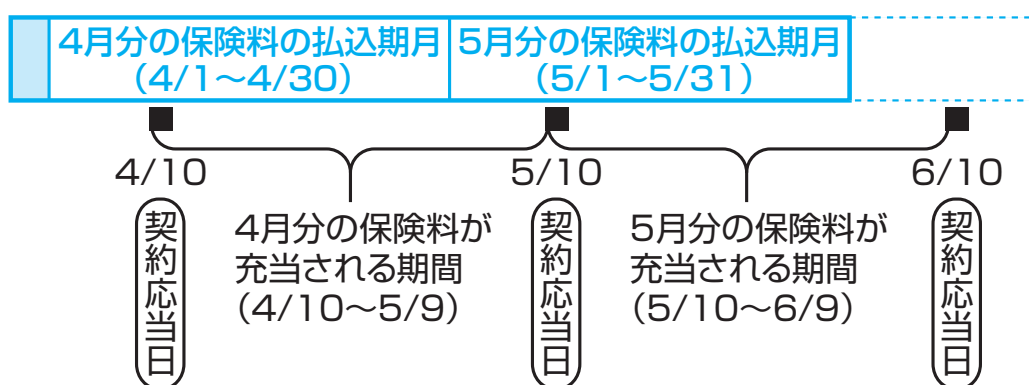 4月分の保険料の払込期月
（4/1～4/30）
5月分の保険料の払込期月
（5/1～5/31）
4/10
5/10
6/10
契約応当日
4月分の保険料が
充当される期間
（4/10～5/9）
契約応当日
5月分の保険料が
充当される期間
（5/10～6/9）
契約応当日